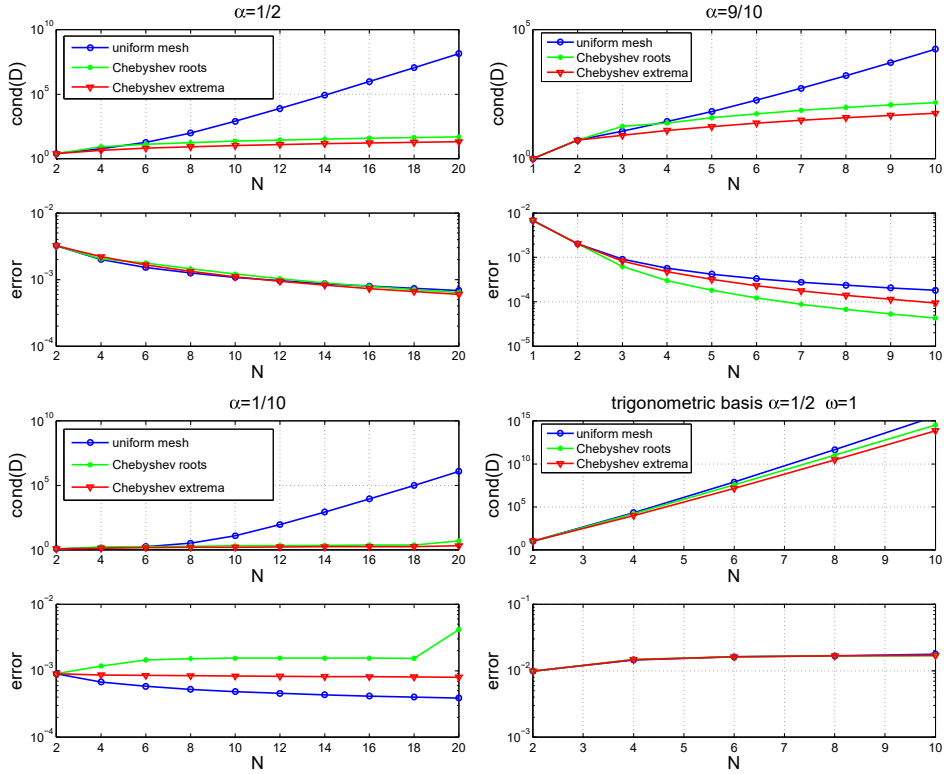 α=1/2
10^10
10^5
10^0
cond(D)
uniform mesh
Chebyshev roots
Chebyshev extrema
2 4 6 8 10 12 14 16 18 20
N
10^-2
10^-3
10^-4
error
2 4 6 8 10 12 14 16 18 20
N
α=9/10
10^5
10^0
cond(D)
uniform mesh
Chebyshev roots
Chebyshev extrema
1 2 3 4 5 6 7 8 9 10
N
10^-2
10^-3
10^-4
10^-5
error
1 2 3 4 5 6 7 8 9 10
N
α=1/10
10^10
10^5
10^0
cond(D)
uniform mesh
Chebyshev roots
Chebyshev extrema
2 4 6 8 10 12 14 16 18 20
N
10^-2
10^-3
10^-4
error
2 4 6 8 10 12 14 16 18 20
N
trigonometric basis α=1/2 ω=1
10^15
10^10
10^5
10^0
cond(D)
uniform mesh
Chebyshev roots
Chebyshev extrema
2 3 4 5 6 7 8 9 10
N
10^-1
10^-2
10^-3
error
2 3 4 5 6 7 8 9 10
N